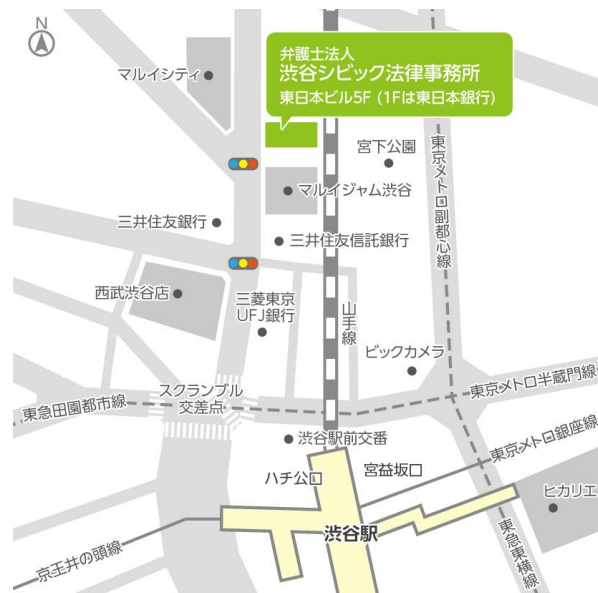 N
弁護士法人
渋谷シビック法律事務所
東日本ビル5F (1Fは東日本銀行)
マルイシティ
宮下公園
東京メトロ副都心線
マルイジャム渋谷
三井住友銀行
三井住友信託銀行
西武渋谷店
三菱東京
UFJ銀行
山手線
ビックカメラ
スクランブル
交差点
東急田園都市線
東京メトロ半蔵門線
渋谷駅前交番
東京メトロ銀座線
ハチ公口
宮益坂口
ヒカリエ
渋谷駅
京王井の頭線
東急東横線